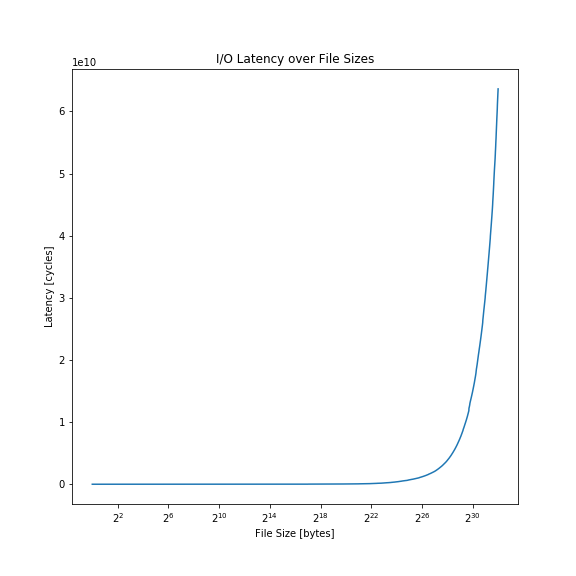 I/O Latency over File Sizes
1e10
6
5
4
3
2
1
0
Latency [cycles]
2^2 2^6 2^10 2^14 2^18 2^22 2^26 2^30
File Size [bytes]